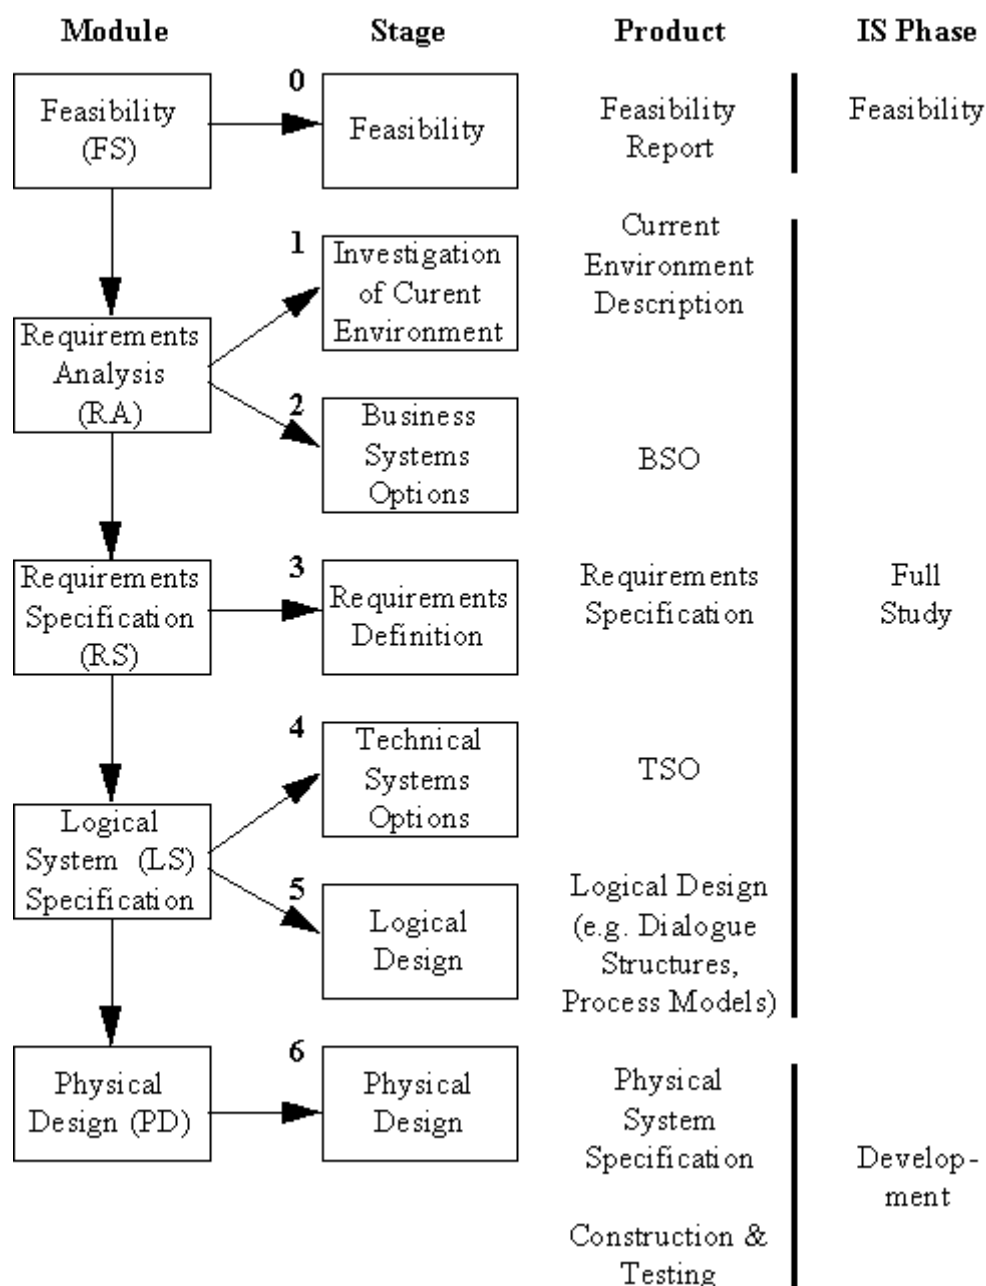 Module
Stage
Product
IS Phase
0
Feasibility
(FS)
Feasibility
Feasibility
Report
Feasibility
1
Investigation
of Curent
Environment
Current
Environment
Description
Requirements
Analysis
(RA)
2
Business
Systems
Options
BSO
3
Requirements
Specification
(RS)
Requirements
Definition
Requirements
Specification
Full
Study
4
Technical
Systems
Options
TSO
Logical
System (LS)
Specification
5
Logical
Design
Logical Design
(e.g. Dialogue
Structures,
Process Models)
6
Physical
Design (PD)
Physical
Design
Physical
System
Specification
Develop-
ment
Construction &
Testing